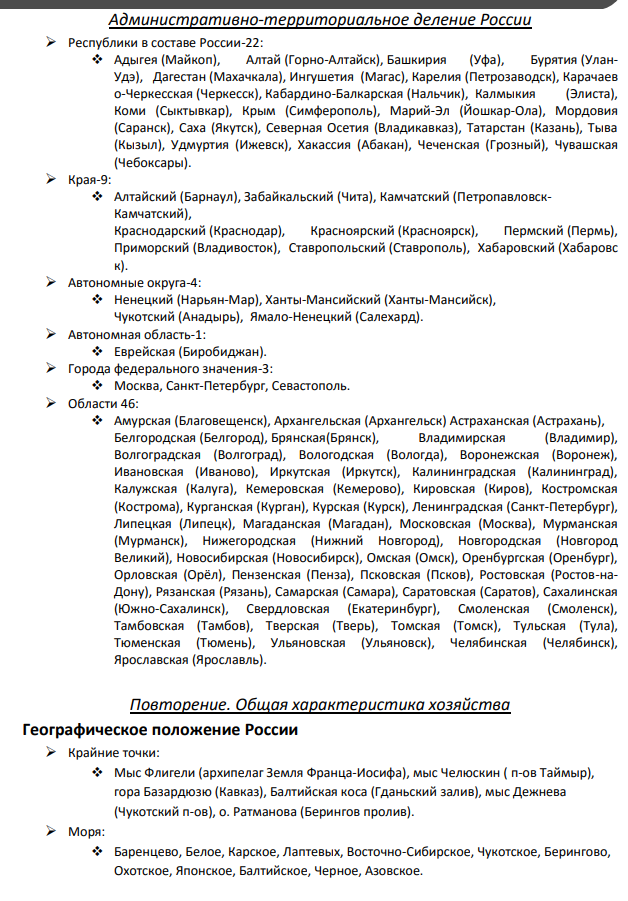 Административно-территориальное деление России
➢ Республики в составе России-22:
❖ Адыгея (Майкоп), Алтай (Горно-Алтайск), Башкирия (Уфа), Бурятия (Улан-
Удэ), Дагестан (Махачкала), Ингушетия (Магас), Карелия (Петрозаводск), Карачаев
о-Черкесская (Черкесск), Кабардино-Балкарская (Нальчик), Калмыкия (Элиста),
Коми (Сыктывкар), Крым (Симферополь), Марий-Эл (Йошкар-Ола), Мордовия
(Саранск), Саха (Якутск), Северная Осетия (Владикавказ), Татарстан (Казань), Тыва
(Кызыл), Удмуртия (Ижевск), Хакассия (Абакан), Чеченская (Грозный), Чувашская
(Чебоксары).
➢ Края-9:
❖ Алтайский (Барнаул), Забайкальский (Чита), Камчатский (Петропавловск-
Камчатский),
Краснодарский (Краснодар), Красноярский (Красноярск), Пермский (Пермь),
Приморский (Владивосток), Ставропольский (Ставрополь), Хабаровский (Хабаровс
к).
➢ Автономные округа-4:
❖ Ненецкий (Нарьян-Мар), Ханты-Мансийский (Ханты-Мансийск),
Чукотский (Анадырь), Ямало-Ненецкий (Салехард).
➢ Автономная область-1:
❖ Еврейская (Биробиджан).
➢ Города федерального значения-3:
❖ Москва, Санкт-Петербург, Севастополь.
➢ Области 46:
❖ Амурская (Благовещенск), Архангельская (Архангельск) Астраханская (Астрахань),
Белгородская (Белгород), Брянская(Брянск), Владимирская (Владимир),
Волгоградская (Волгоград), Вологодская (Вологда), Воронежская (Воронеж),
Ивановская (Иваново), Иркутская (Иркутск), Калининградская (Калининград),
Калужская (Калуга), Кемеровская (Кемерово), Кировская (Киров), Костромская
(Кострома), Курганская (Курган), Курская (Курск), Ленинградская (Санкт-Петербург),
Липецкая (Липецк), Магаданская (Магадан), Московская (Москва), Мурманская
(Мурманск), Нижегородская (Нижний Новгород), Новгородская (Новгород
Великий), Новосибирская (Новосибирск), Омская (Омск), Оренбургская (Оренбург),
Орловская (Орёл), Пензенская (Пенза), Псковская (Псков), Ростовская (Ростов-на-
Дону), Рязанская (Рязань), Самарская (Самара), Саратовская (Саратов), Сахалинская
(Южно-Сахалинск), Свердловская (Екатеринбург), Смоленская (Смоленск),
Тамбовская (Тамбов), Тверская (Тверь), Томская (Томск), Тульская (Тула),
Тюменская (Тюмень), Ульяновская (Ульяновск), Челябинская (Челябинск),
Ярославская (Ярославль).
Повторение. Общая характеристика хозяйства
Географическое положение России
➢ Крайние точки:
❖ Мыс Флигели (архипелаг Земля Франца-Иосифа), мыс Челюскин ( п-ов Таймыр),
гора Базардюзю (Кавказ), Балтийская коса (Гданьский залив), мыс Дежнева
(Чукотский п-ов), о. Ратманова (Берингов пролив).
➢ Моря:
❖ Баренцево, Белое, Карское, Лаптевых, Восточно-Сибирское, Чукотское, Берингово,
Охотское, Японское, Балтийское, Черное, Азовское.